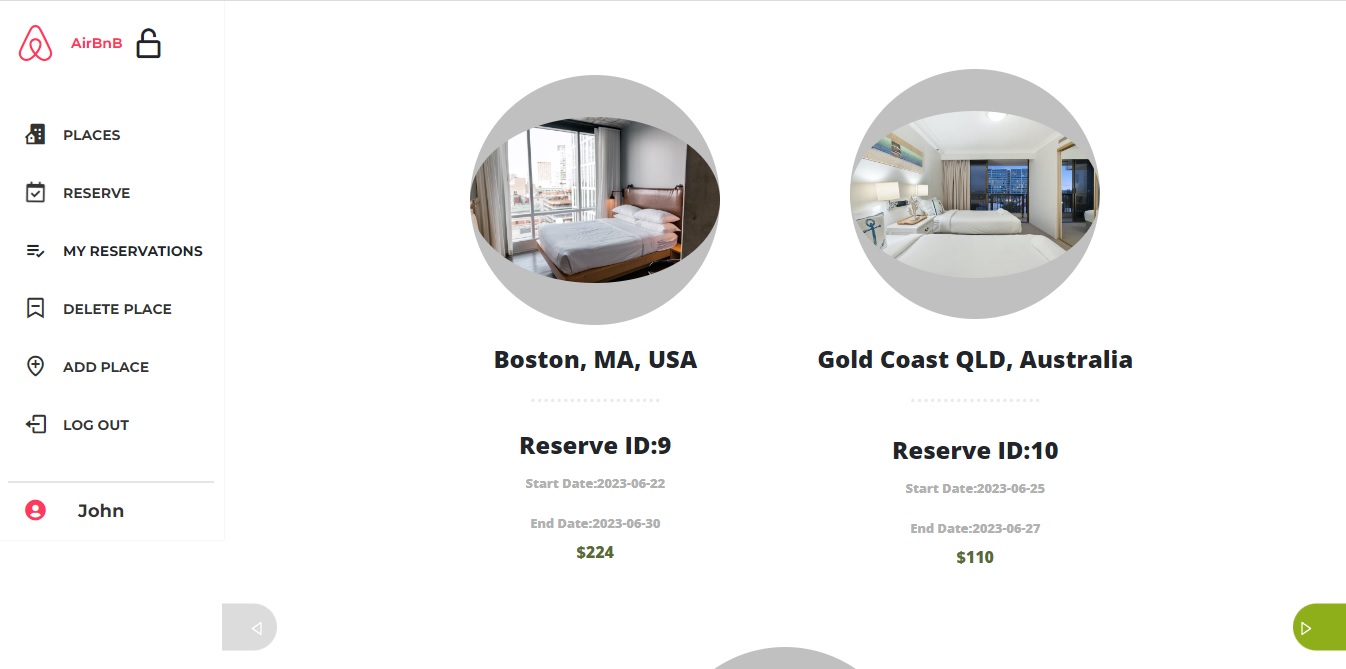 AirBnB
PLACES
RESERVE
MY RESERVATIONS
DELETE PLACE
ADD PLACE
LOG OUT
John
Boston, MA, USA
Reserve ID:9
Start Date:2023-06-22
End Date:2023-06-30
$224
Gold Coast QLD, Australia
Reserve ID:10
Start Date:2023-06-25
End Date:2023-06-27
$110